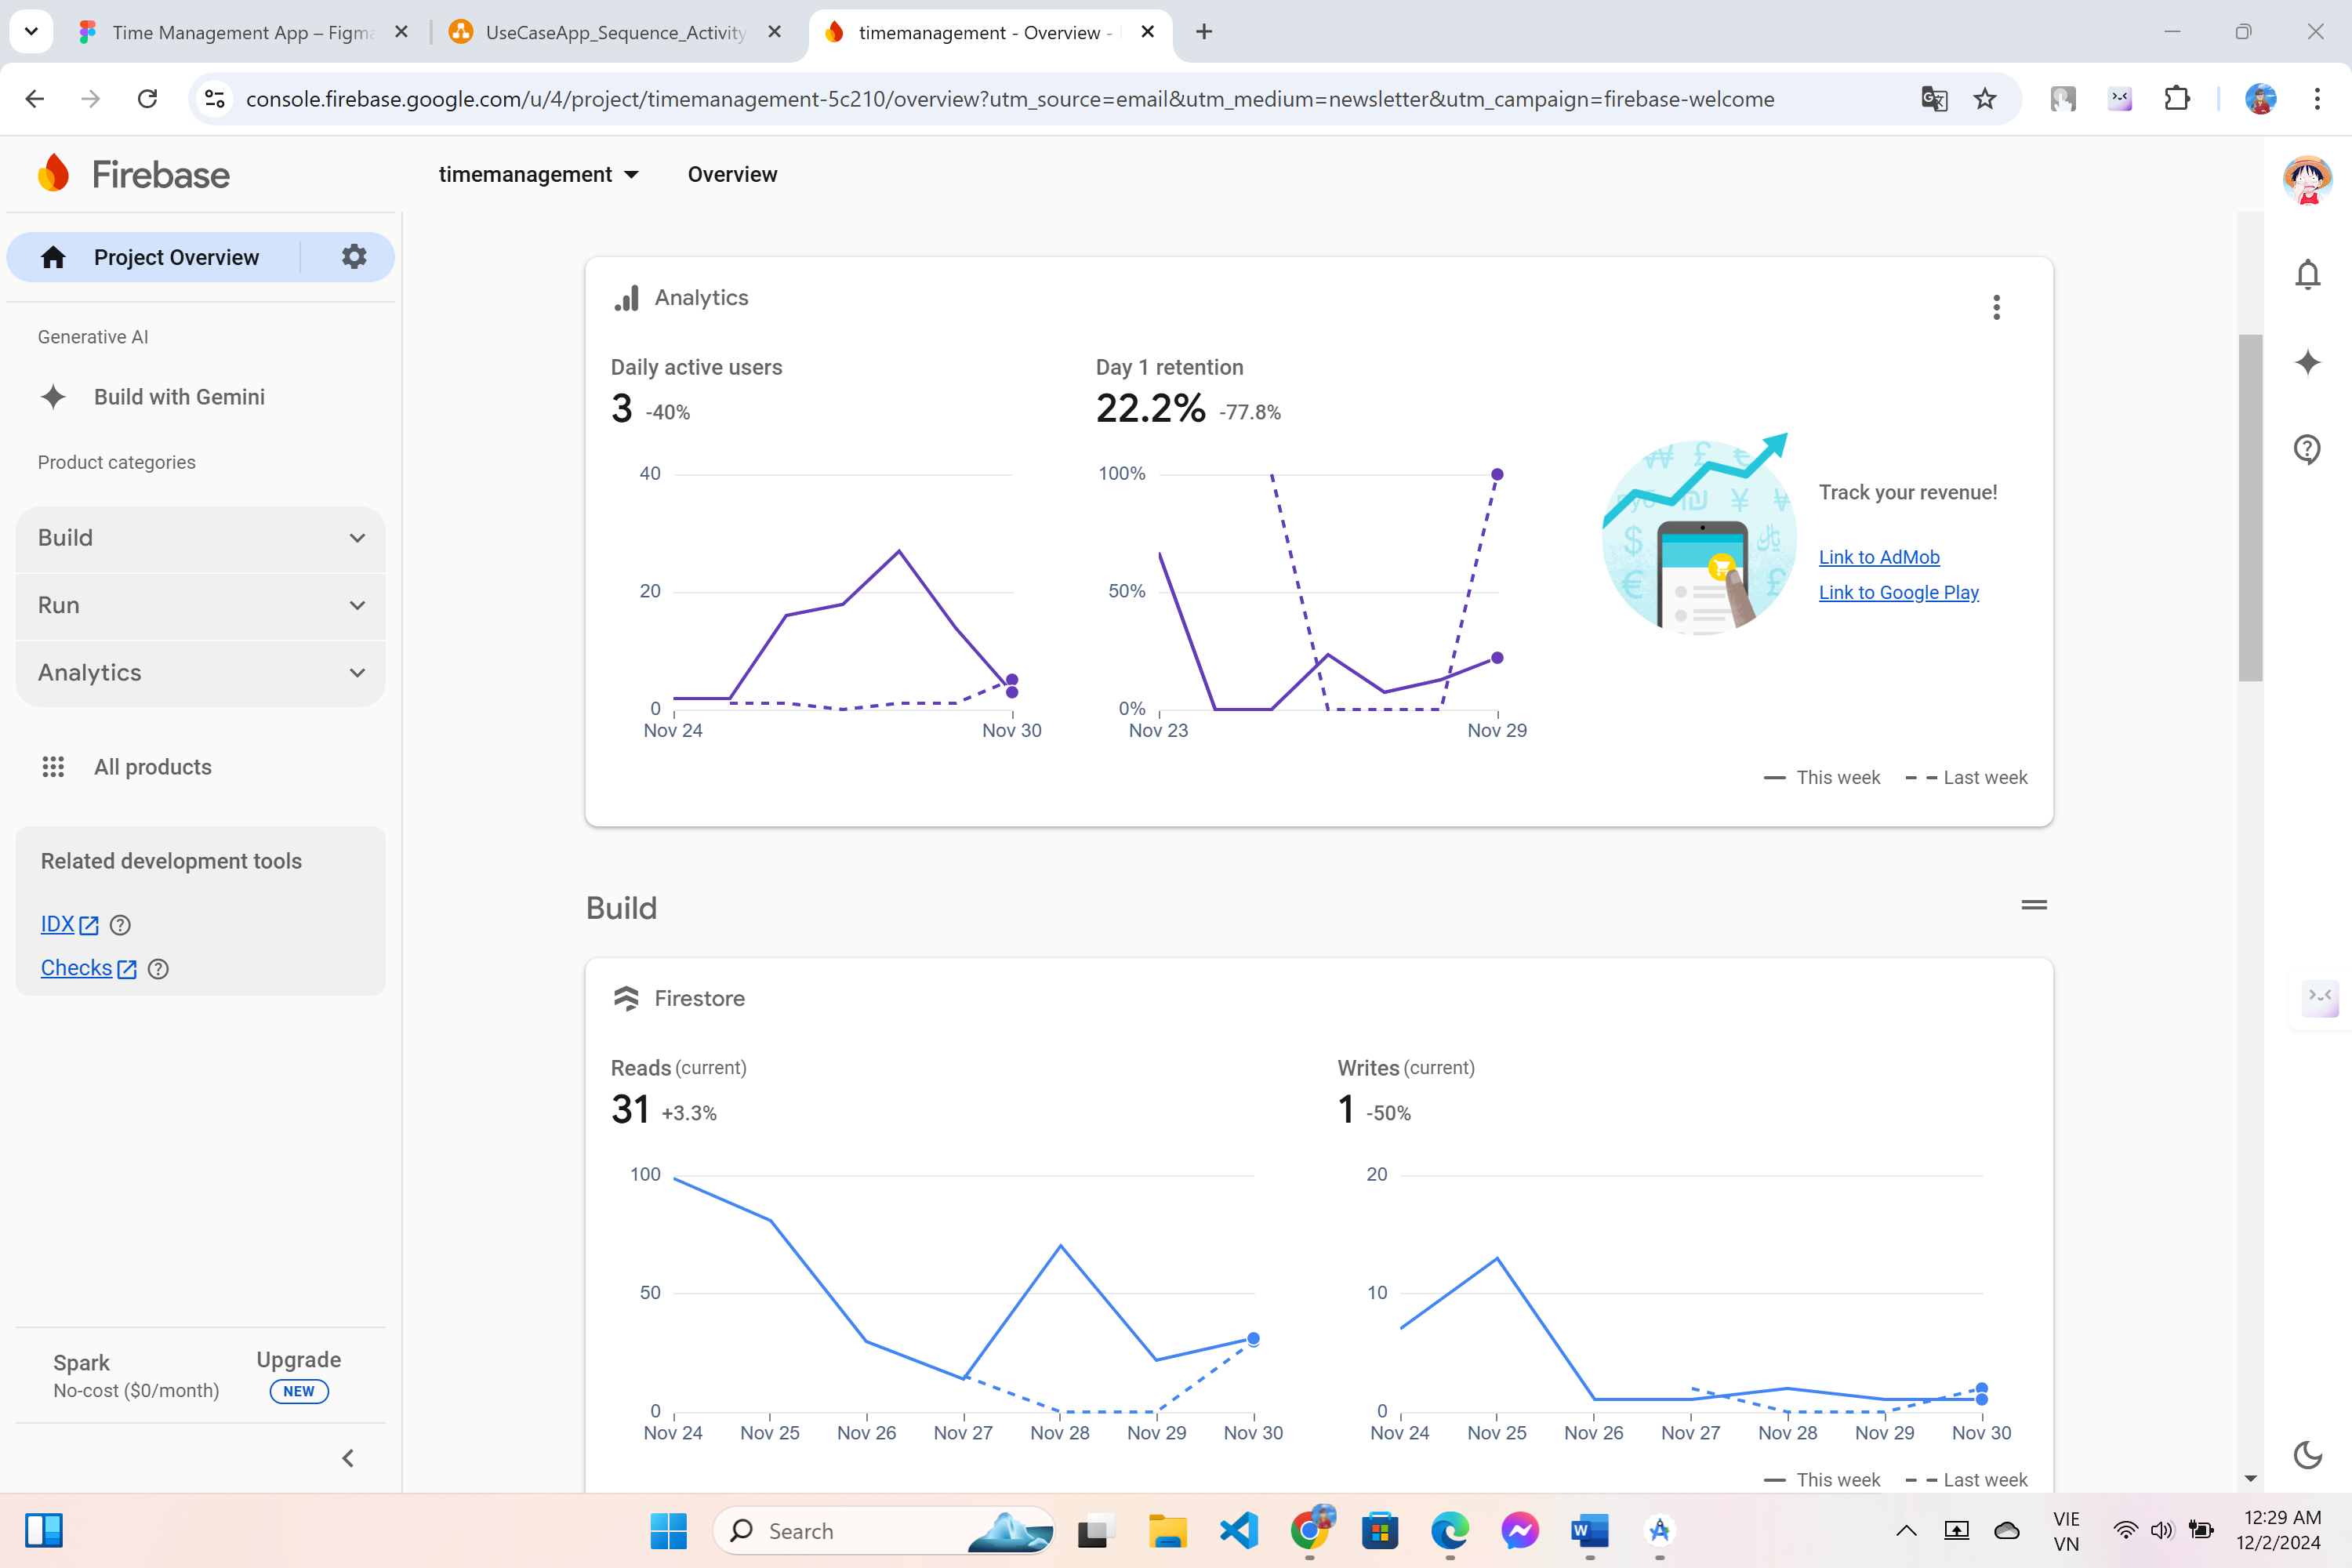 Time Management App – Figma
UseCaseApp_Sequence_Activity
timemanagement - Overview -
console.firebase.google.com/u/4/project/timemanagement-5c210/overview?utm_source=email&utm_medium=newsletter&utm_campaign=firebase-welcome
Firebase
timemanagement
Overview
Project Overview
Generative AI
Build with Gemini
Product categories
Build
Run
Analytics
All products
Related development tools
IDX
Checks
Spark
No-cost ($0/month)
Upgrade
NEW
Analytics
Daily active users
3 -40%
40
20
0
Nov 24
Nov 30
Day 1 retention
22.2% -77.8%
100%
50%
0%
Nov 23
Nov 29
Track your revenue!
Link to AdMob
Link to Google Play
This week
Last week
Build
Firestore
Reads (current)
31 +3.3%
100
50
0
Nov 24 Nov 25 Nov 26 Nov 27 Nov 28 Nov 29 Nov 30
Writes (current)
1 -50%
20
10
0
Nov 24 Nov 25 Nov 26 Nov 27 Nov 28 Nov 29 Nov 30
This week
Last week
Search
VIE
VN
12:29 AM
12/2/2024